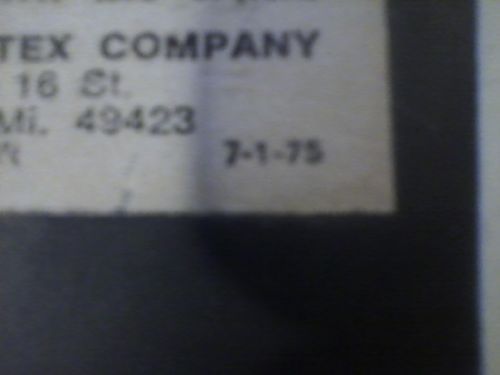 TEX COMPANY
16 St.
Mi. 49423
7-1-75